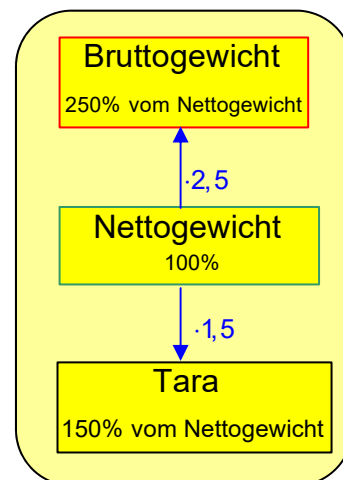 Bruttogewicht
250% vom Nettogewicht
·2,5
Nettogewicht
100%
·1,5
Tara
150% vom Nettogewicht